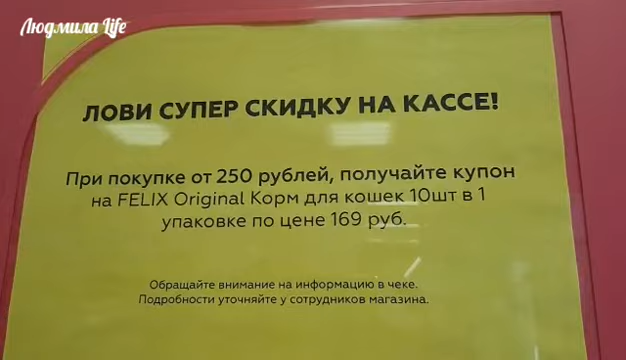 Людмила Life
ЛОВИ СУПЕР СКИДКУ НА КАССЕ!
При покупке от 250 рублей, получайте купон
на FELIX Original Корм для кошек 10шт в 1
упаковке по цене 169 руб.
Обращайте внимание на информацию в чеке.
Подробности уточняйте у сотрудников магазина.